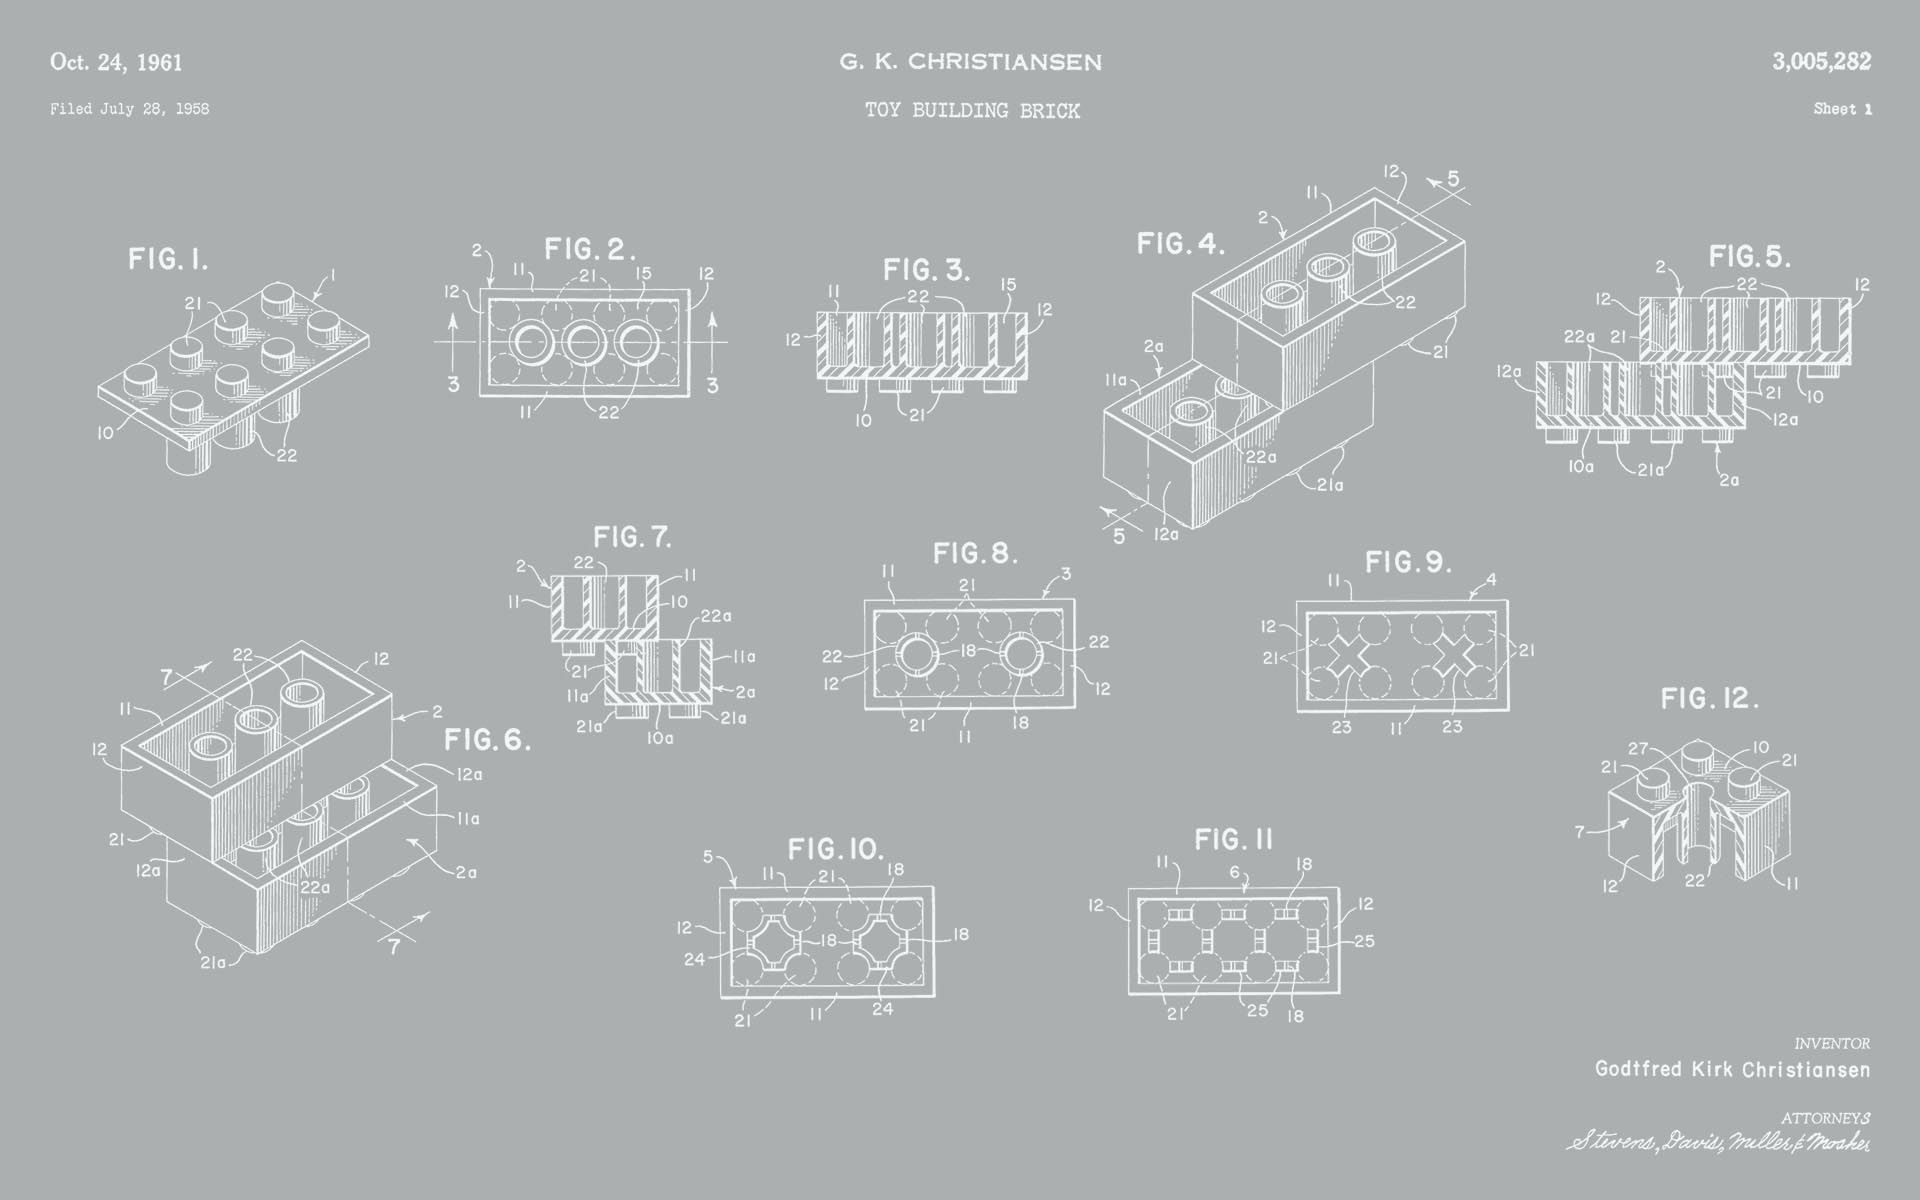 Oct. 24, 1961
G. K. CHRISTIANSEN
3,005,282
Filed July 28, 1958
TOY BUILDING BRICK
Sheet 1
FIG. 1.
1
21
10
22
FIG. 2.
2
11
21
15
12
12
3
3
11
22
FIG. 3.
11
22
15
12
12
10
21
FIG. 4.
5
12
11
2
22
21
2a
11a
22a
21a
5
12a
FIG. 5.
2
22
12
12
22a
21
12a
21
10
12a
10a
21a
2a
FIG. 6.
7
22
12
11
2
12
12a
11a
21
12a
22a
2a
7
21a
FIG. 7.
22
2
11
11
10
22a
21
11a
11a
2a
21a
21a
10a
FIG. 8.
11
21
3
22
18
22
12
12
21
18
11
FIG. 9.
11
4
12
21
21
23
11
23
FIG. 10.
5
11
21
18
12
18
18
24
21
11
24
FIG. 11
11
6
18
12
12
25
21
25
18
FIG. 12.
27
10
21
21
7
12
22
11
INVENTOR
Godtfred Kirk Christiansen
ATTORNEYS
Stevens, Davis, Miller & Mosher